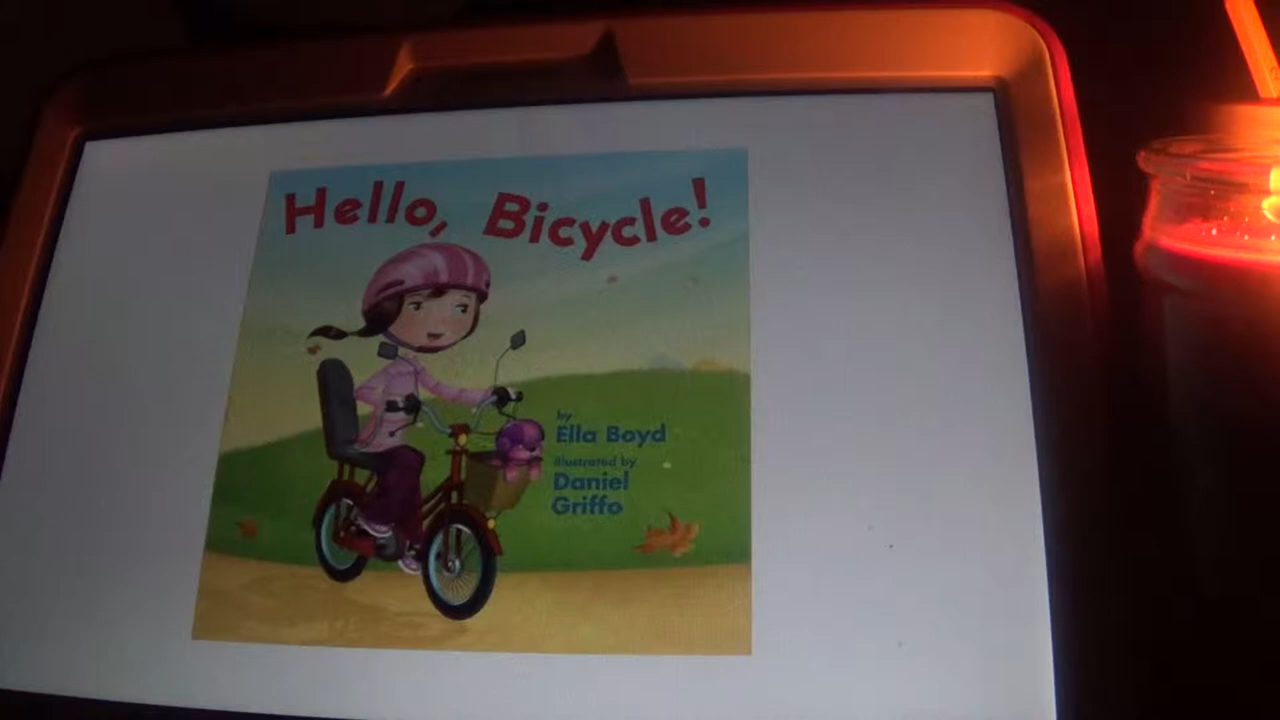 Hello, Bicycle!
by
Ella Boyd
illustrated by
Daniel
Griffo